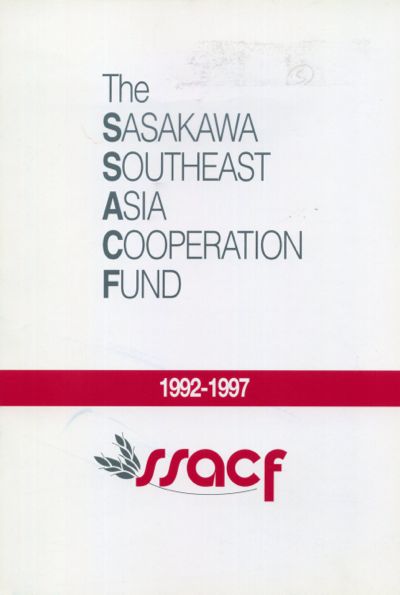 The
SASAKAWA
SOUTHEAST
ASIA
COOPERATION
FUND
1992-1997
ssacf